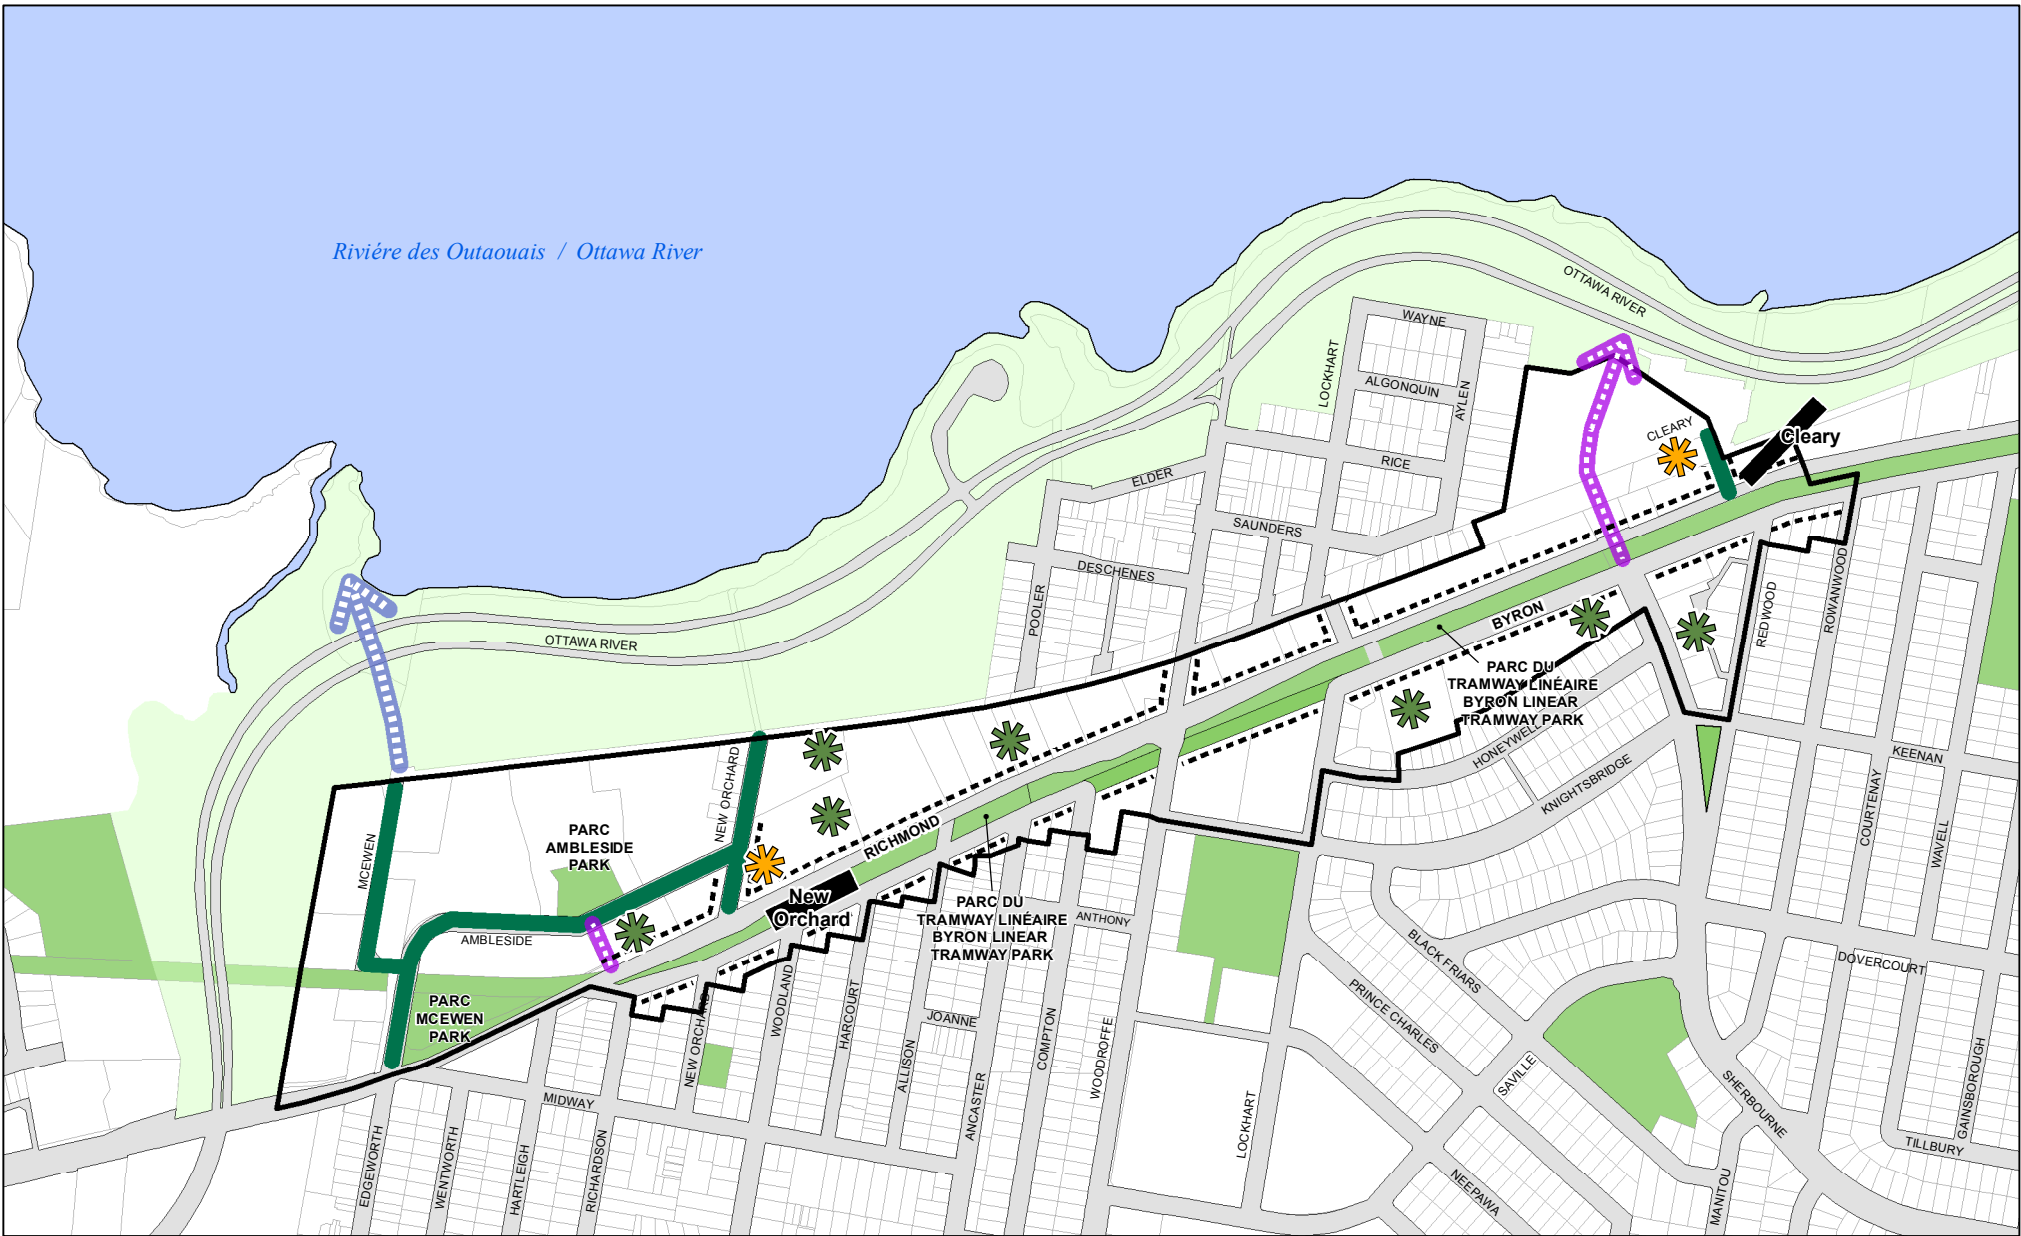 Riviére des Outaouais / Ottawa River
OTTAWA RIVER
WAYNE
LOCKHART
ALGONQUIN
AYLEN
CLEARY
Cleary
RICE
ELDER
SAUNDERS
DESCHENES
POOLER
OTTAWA RIVER
BYRON
REDWOOD
ROWANWOOD
PARC DU
TRAMWAY LINÉAIRE
BYRON LINEAR
TRAMWAY PARK
HONEYWELL
KNIGHTSBRIDGE
KEENAN
COURTENAY
WAVELL
NEW ORCHARD
RICHMOND
MCEWEN
PARC
AMBLESIDE
PARK
AMBLESIDE
New
Orchard
PARC DU
TRAMWAY LINÉAIRE
BYRON LINEAR
TRAMWAY PARK
ANTHONY
BLACK FRIARS
DOVERCOURT
PARC
MCEWEN
PARK
NEW ORCHARD
WOODLAND
HARCOURT
JOANNE
ALLISON
ANCASTER
COMPTON
WOODROFFE
PRINCE CHARLES
SAVILLE
SHERBOURNE
GAINSBOROUGH
TILLBURY
MIDWAY
EDGEWORTH
WENTWORTH
HARTLEIGH
RICHARDSON
LOCKHART
NEEPAWA
MANITOU